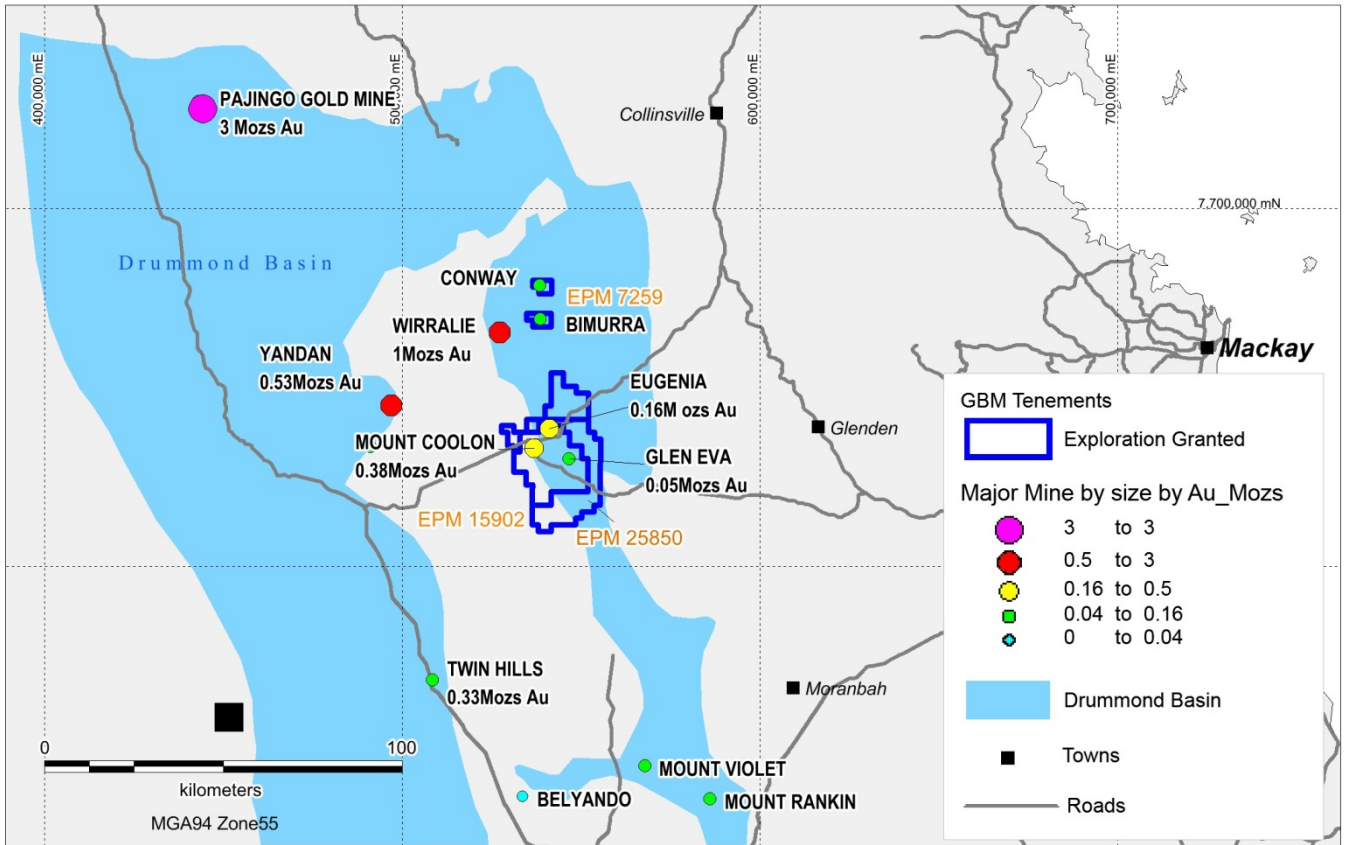 400,000 mE
500,000 mE
600,000 mE
700,000 mE
PAJINGO GOLD MINE
3 Mozs Au
Collinsville
7,700,000 mN
Drummond Basin
CONWAY
EPM 7259
BIMURRA
WIRRALIE
1Mozs Au
YANDAN
0.53Mozs Au
EUGENIA
0.16M ozs Au
MOUNT COOLON
0.38Mozs Au
GLEN EVA
0.05Mozs Au
EPM 15902
EPM 25850
Mackay
Glenden
TWIN HILLS
0.33Mozs Au
Moranbah
MOUNT VIOLET
BELYANDO
MOUNT RANKIN
0 100
kilometers
MGA94 Zone55
GBM Tenements
Exploration Granted
Major Mine by size by Au_Mozs
3 to 3
0.5 to 3
0.16 to 0.5
0.04 to 0.16
0 to 0.04
Drummond Basin
Towns
Roads